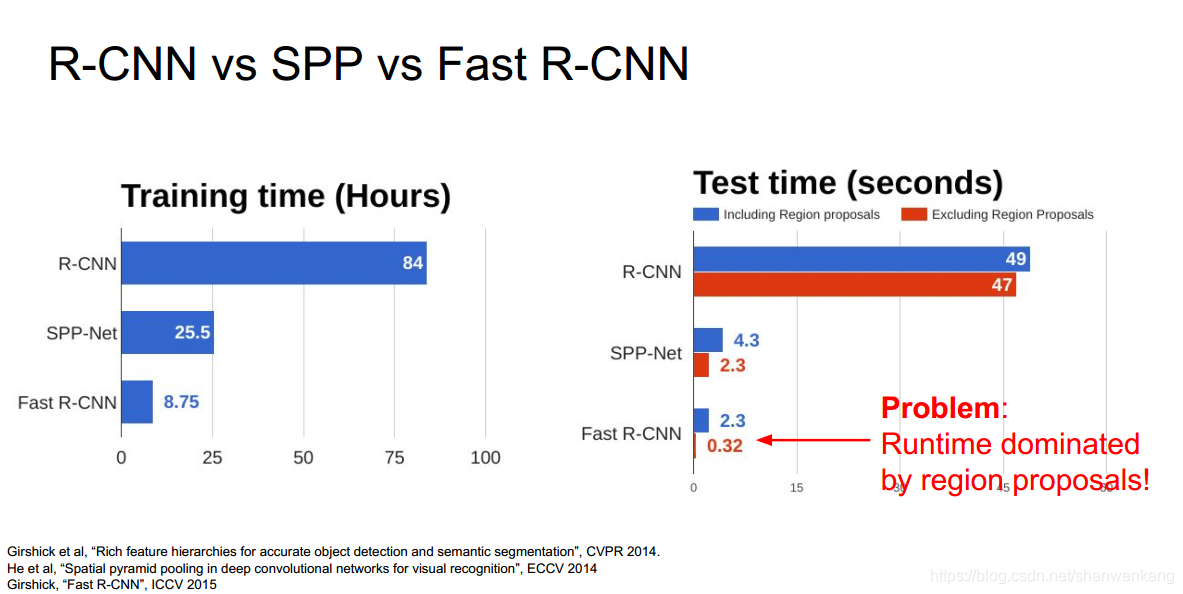 R-CNN vs SPP vs Fast R-CNN
Training time (Hours)
R-CNN
84
SPP-Net
25.5
Fast R-CNN
8.75
0 25 50 75 100
Test time (seconds)
Including Region proposals Excluding Region Proposals
R-CNN
49
47
SPP-Net
4.3
2.3
Fast R-CNN
2.3
0.32
Problem:
Runtime dominated
by region proposals!
0 15 30 45 60
Girshick et al, “Rich feature hierarchies for accurate object detection and semantic segmentation”, CVPR 2014.
He et al, “Spatial pyramid pooling in deep convolutional networks for visual recognition”, ECCV 2014
Girshick, “Fast R-CNN”, ICCV 2015
https://blog.csdn.net/shanwenkang